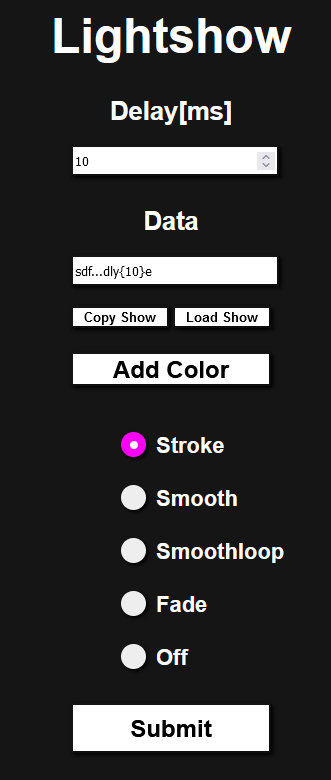 Lightshow
Delay[ms]
10
Data
sdf...dly{10}e
Copy Show Load Show
Add Color
Stroke
Smooth
Smoothloop
Fade
Off
Submit